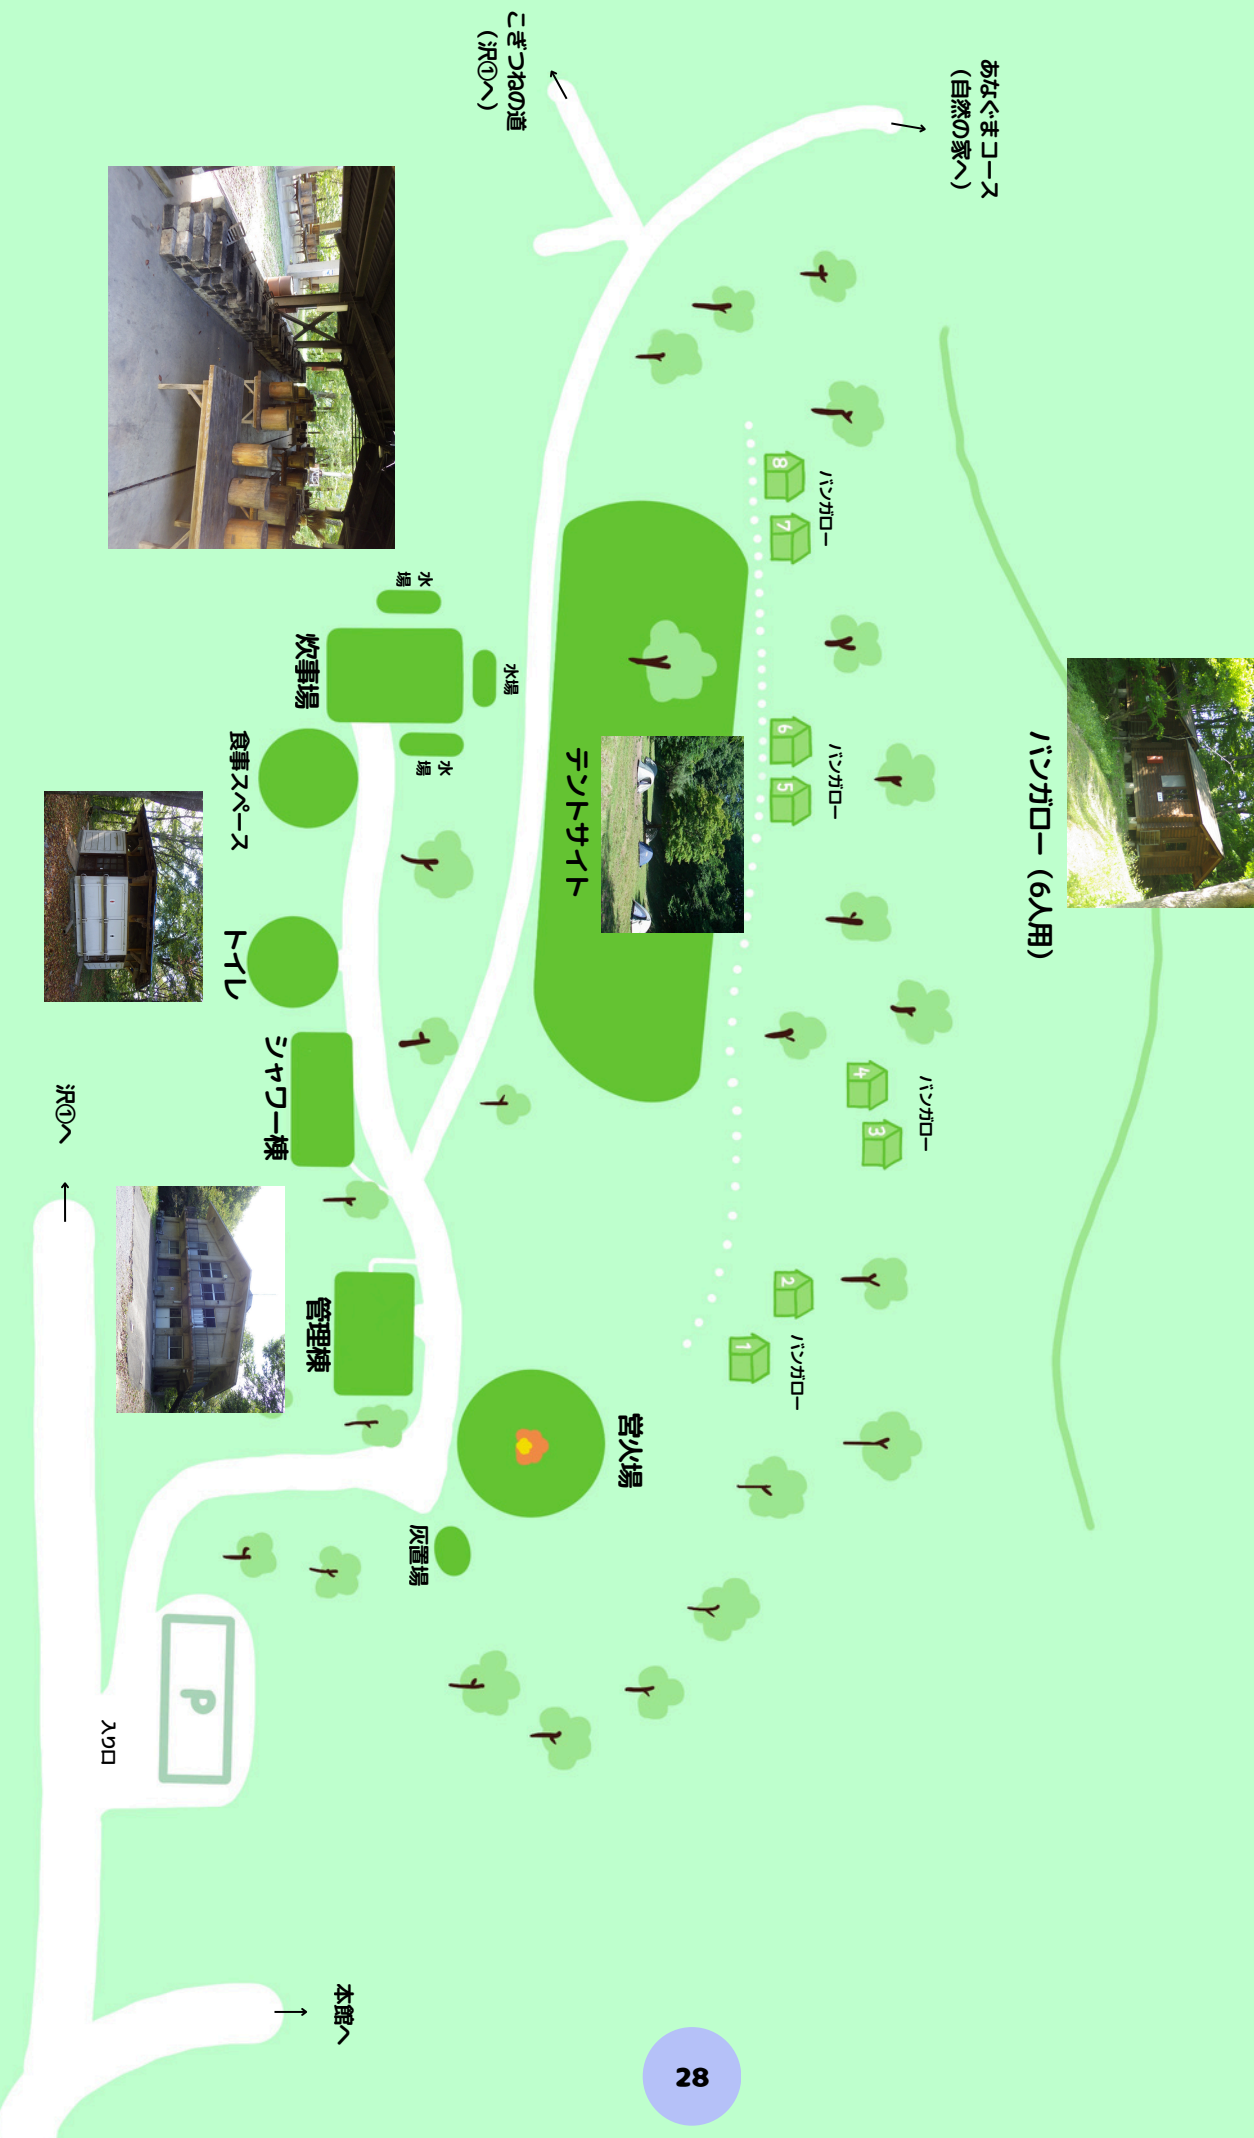 あなぐまコース
(自然の家へ)
こぎつねの道
(沢①へ)
バンガロー(6人用)
バンガロー
8
7
バンガロー
6
5
バンガロー
4
3
バンガロー
2
1
テントサイト
水場
水場
水場
炊事場
食事スペース
トイレ
シャワー棟
管理棟
営火場
灰置場
沢①へ
P
入り口
本館へ
28